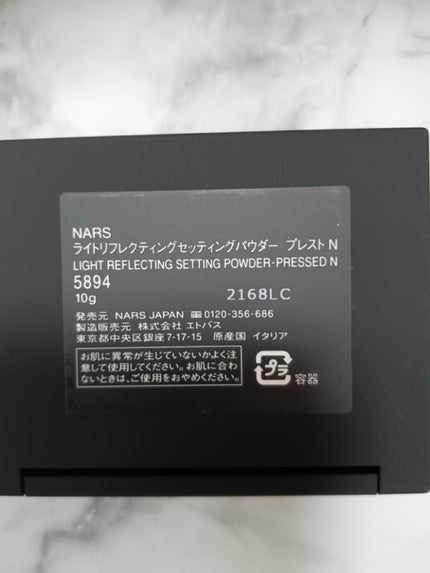 NARS
ライトリフレクティングセッティングパウダー プレスト N
LIGHT REFLECTING SETTING POWDER-PRESSED N
5894
10g 2168LC
発売元 NARS JAPAN 0120-356-686
製造販売元 株式会社 エトバス
東京都中央区銀座7-17-15 原産国 イタリア
お肌に異常が生じていないかよく注
意して使用してください。お肌に合わ
ないときは、ご使用をおやめください。
プラ
容器